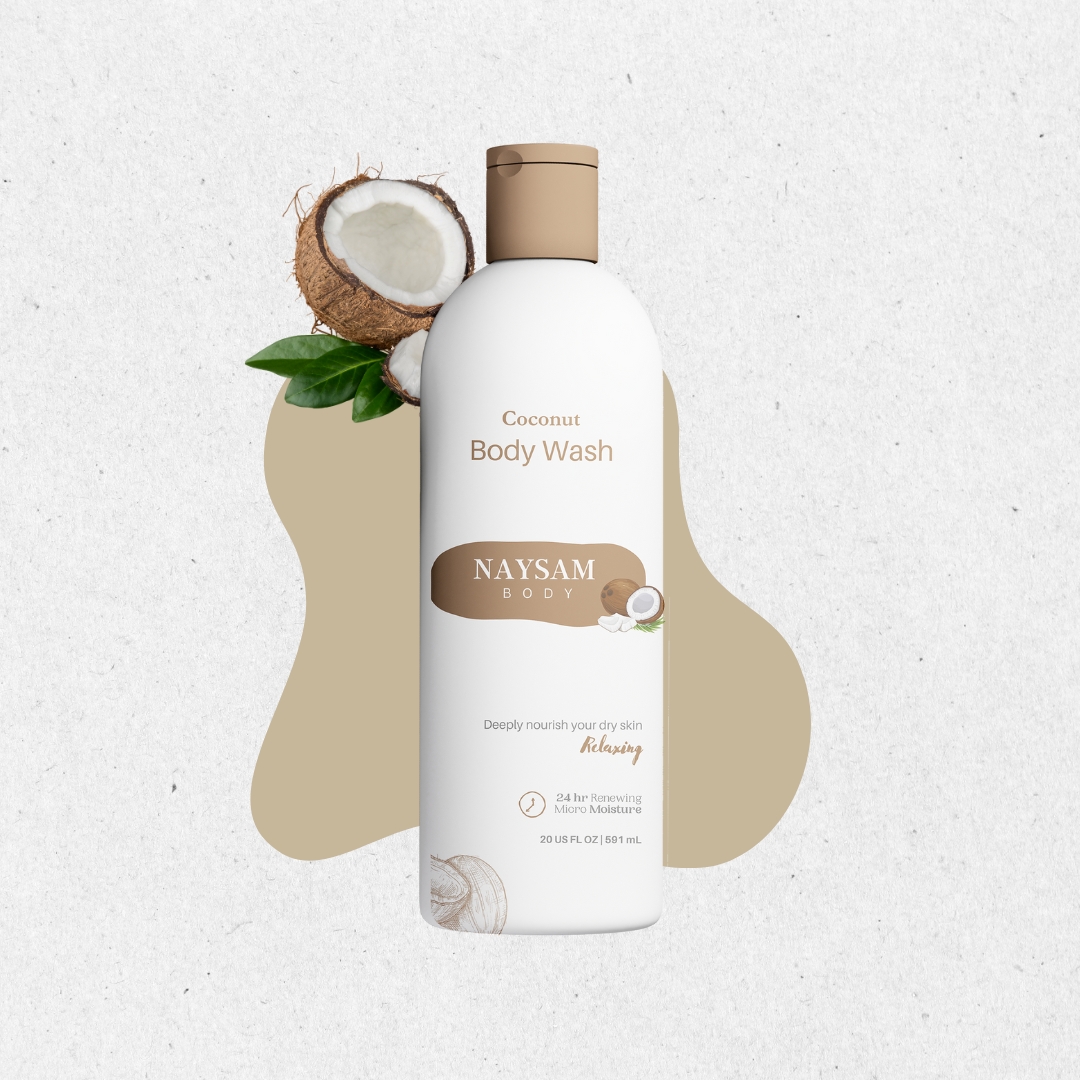 Coconut
Body Wash
NAYSAM
BODY
Deeply nourish your dry skin
Relaxing
24 hr Renewing
Micro Moisture
20 US FL OZ | 591 mL